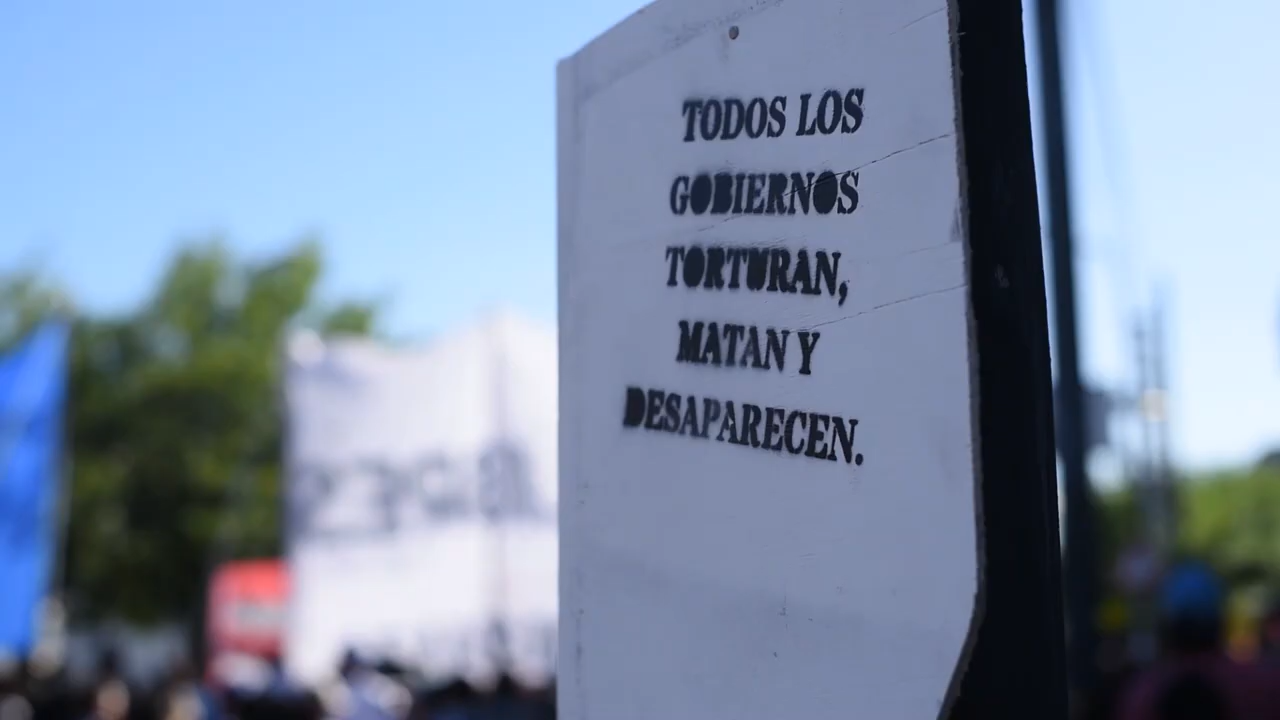 TODOS LOS
GOBIERNOS
TORTURAN,
MATAN Y
DESAPARECEN.